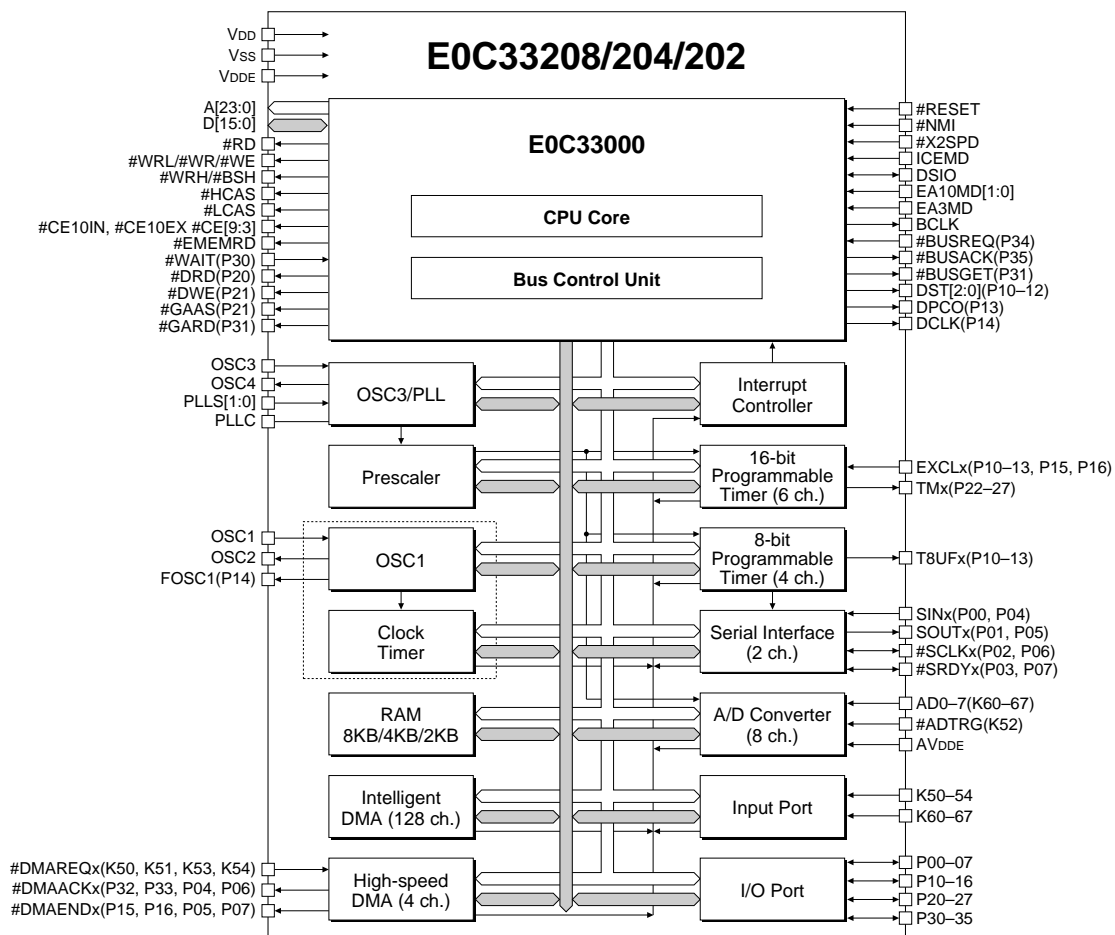 E0C33208/204/202
VDD
VSS
VDDE
A[23:0]
D[15:0]
#RD
#WRL/#WR/#WE
#WRH/#BSH
#HCAS
#LCAS
#CE10IN, #CE10EX #CE[9:3]
#EMEMRD
#WAIT(P30)
#DRD(P20)
#DWE(P21)
#GAAS(P21)
#GARD(P31)
E0C33000
CPU Core
Bus Control Unit
#RESET
#NMI
#X2SPD
ICEMD
DSIO
EA10MD[1:0]
EA3MD
BCLK
#BUSREQ(P34)
#BUSACK(P35)
#BUSGET(P31)
DST[2:0](P10–12)
DPCO(P13)
DCLK(P14)
OSC3
OSC4
PLLS[1:0]
PLLC
OSC3/PLL
Interrupt
Controller
Prescaler
16-bit
Programmable
Timer (6 ch.)
EXCLx(P10–13, P15, P16)
TMx(P22–27)
OSC1
OSC2
FOSC1(P14)
OSC1
8-bit
Programmable
Timer (4 ch.)
T8UFx(P10–13)
Clock
Timer
Serial Interface
(2 ch.)
SINx(P00, P04)
SOUTx(P01, P05)
#SCLKx(P02, P06)
#SRDYx(P03, P07)
RAM
8KB/4KB/2KB
A/D Converter
(8 ch.)
AD0–7(K60–67)
#ADTRG(K52)
AVDDE
Intelligent
DMA (128 ch.)
Input Port
K50–54
K60–67
#DMAREQx(K50, K51, K53, K54)
#DMAACKx(P32, P33, P04, P06)
#DMAENDx(P15, P16, P05, P07)
High-speed
DMA (4 ch.)
I/O Port
P00–07
P10–16
P20–27
P30–35